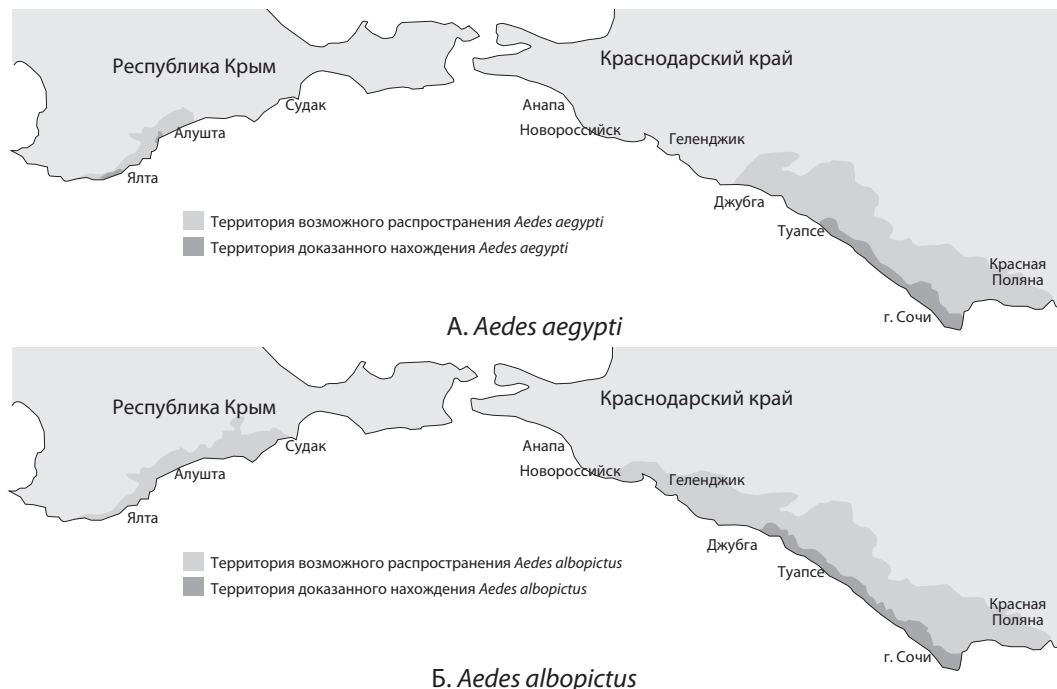 Республика Крым
Краснодарский край
Судак
Анапа
Алушта
Новороссийск
Геленджик
Ялта
Джубга
Территория возможного распространения Aedes aegypti
Туапсе
Территория доказанного нахождения Aedes aegypti
Красная
Поляна
г. Сочи
А. Aedes aegypti
Республика Крым
Краснодарский край
Судак
Анапа
Алушта
Новороссийск
Геленджик
Ялта
Джубга
Территория возможного распространения Aedes albopictus
Туапсе
Территория доказанного нахождения Aedes albopictus
Красная
Поляна
г. Сочи
Б. Aedes albopictus